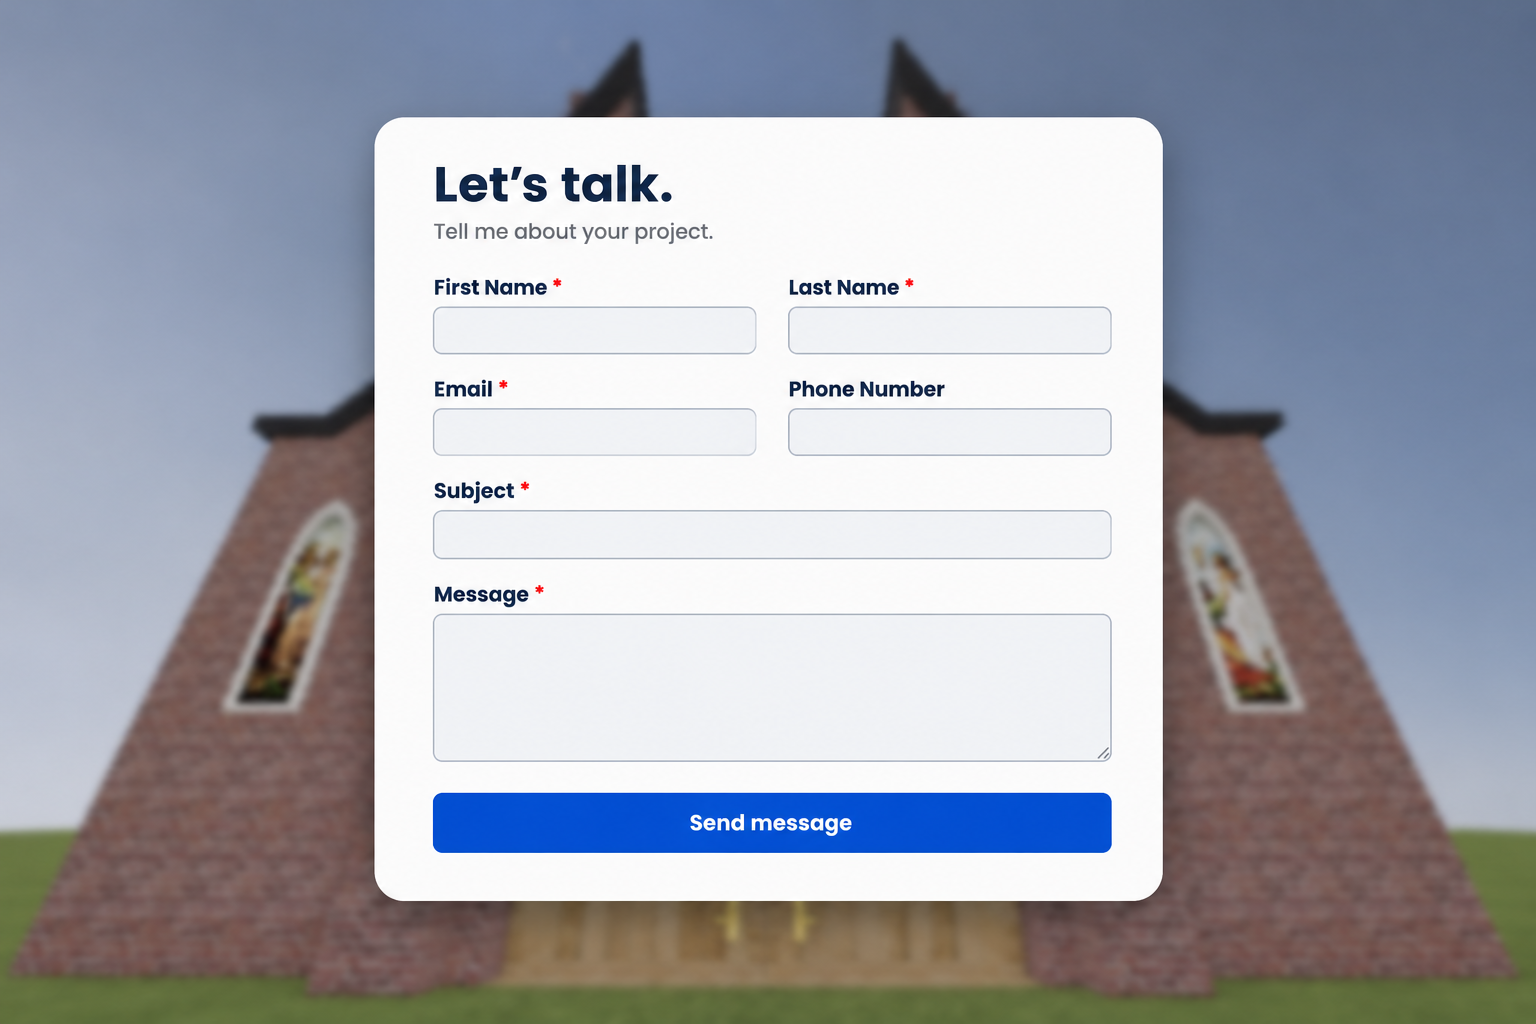 Let’s talk.
Tell me about your project.
First Name *
Last Name *
Email *
Phone Number
Subject *
Message *
Send message